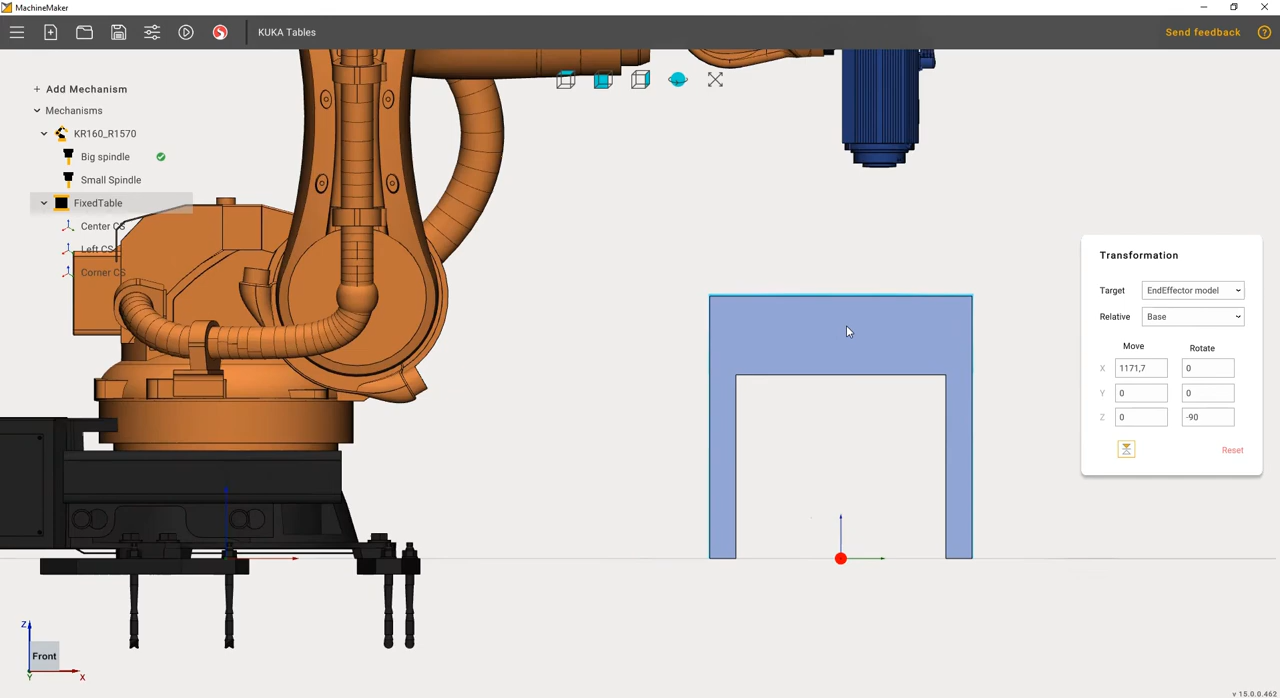 MachineMaker
KUKA Tables
Send feedback
+ Add Mechanism
Mechanisms
KR160_R1570
Big spindle
Small Spindle
FixedTable
Center CS
Left CS
Corner CS
Transformation
Target EndEffector model
Relative Base
Move Rotate
X 1171,7 0
Y 0 0
Z 0 -90
Reset
Z
Front
Y X
v 15.0.0.462